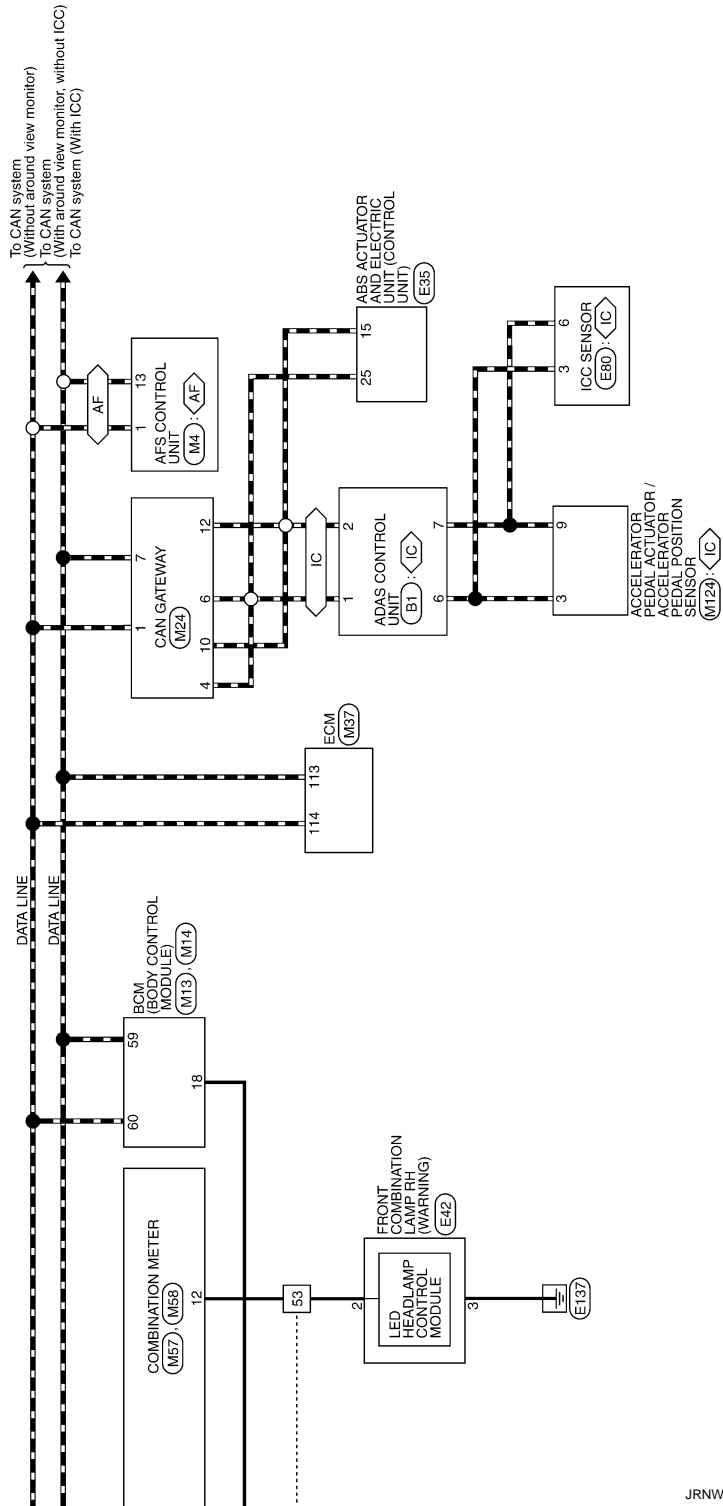 To CAN system
(Without around view monitor)
To CAN system
(With around view monitor, without ICC)
To CAN system (With ICC)
DATA LINE
DATA LINE
COMBINATION METER
M57 , M58
12
53
2
FRONT
COMBINATION
LAMP RH
(WARNING)
E42
LED
HEADLAMP
CONTROL
MODULE
3
E137
BCM
(BODY CONTROL
MODULE)
M13 , M14
60
59
18
ECM
M37
114
113
CAN GATEWAY
M24
1
7
4
10
6
12
AF
AFS CONTROL
UNIT
M4 : AF
1
13
IC
ADAS CONTROL
UNIT
B1 : IC
1
2
6
7
ABS ACTUATOR
AND ELECTRIC
UNIT (CONTROL
UNIT)
E35
25
15
ICC SENSOR
E80 : IC
3
6
ACCELERATOR
PEDAL ACTUATOR /
ACCELERATOR
PEDAL POSITION
SENSOR
M124 : IC
3
9
JRNW